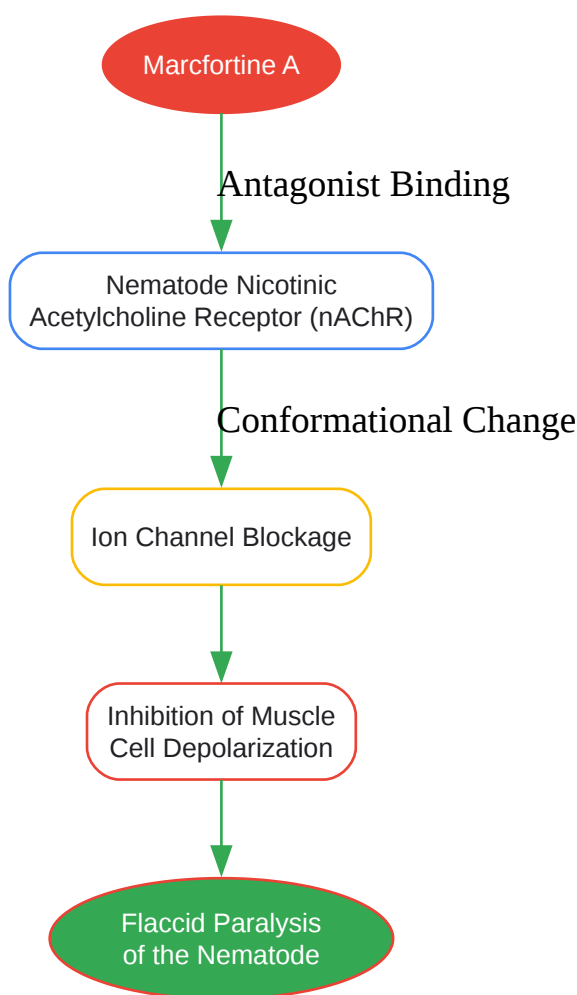 Marcfortine A
Antagonist Binding
Nematode Nicotinic
Acetylcholine Receptor (nAChR)
Conformational Change
Ion Channel Blockage
Inhibition of Muscle
Cell Depolarization
Flaccid Paralysis
of the Nematode